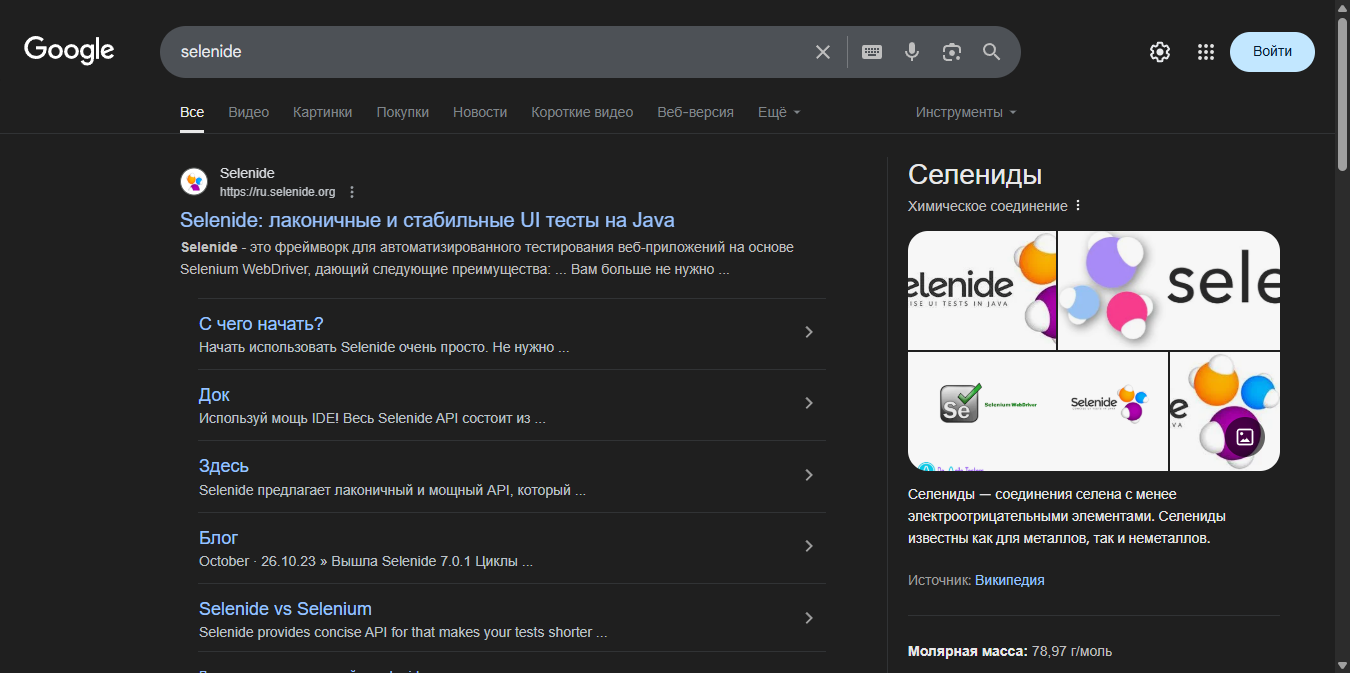 Google
selenide
Войти
Все
Видео
Картинки
Покупки
Новости
Короткие видео
Веб-версия
Ещё
Инструменты
Selenide
https://ru.selenide.org
Selenide: лаконичные и стабильные UI тесты на Java
Selenide - это фреймворк для автоматизированного тестирования веб-приложений на основе
Selenium WebDriver, дающий следующие преимущества: ... Вам больше не нужно ...
С чего начать?
Начать использовать Selenide очень просто. Не нужно ...
Док
Используй мощь IDE! Весь Selenide API состоит из ...
Здесь
Selenide предлагает лаконичный и мощный API, который ...
Блог
October · 26.10.23 » Вышла Selenide 7.0.1 Циклы ...
Selenide vs Selenium
Selenide provides concise API for that makes your tests shorter ...
Селениды
Химическое соединение
elenide
ISE UI TESTS IN JAVA
sele
Se
Selenium WebDriver
Selenide
e
VA
Селениды — соединения селена с менее
электроотрицательными элементами. Селениды
известны как для металлов, так и неметаллов.
Источник: Википедия
Молярная масса: 78,97 г/моль